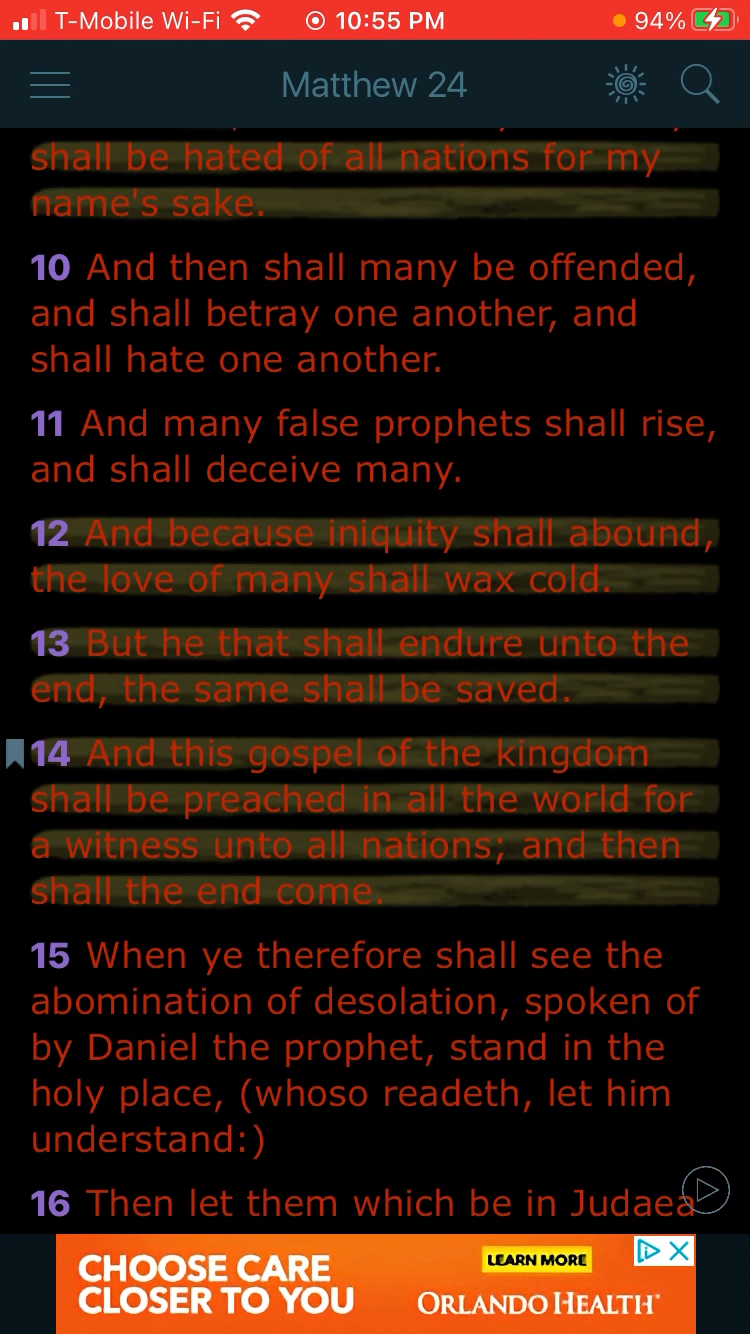 T-Mobile Wi-Fi 10:55 PM 94%
Matthew 24
shall be hated of all nations for my
name's sake.
10 And then shall many be offended,
and shall betray one another, and
shall hate one another.
11 And many false prophets shall rise,
and shall deceive many.
12 And because iniquity shall abound,
the love of many shall wax cold.
13 But he that shall endure unto the
end, the same shall be saved.
14 And this gospel of the kingdom
shall be preached in all the world for
a witness unto all nations; and then
shall the end come.
15 When ye therefore shall see the
abomination of desolation, spoken of
by Daniel the prophet, stand in the
holy place, (whoso readeth, let him
understand:)
16 Then let them which be in Judaea
CHOOSE CARE
CLOSER TO YOU
LEARN MORE
ORLANDO HEALTH®